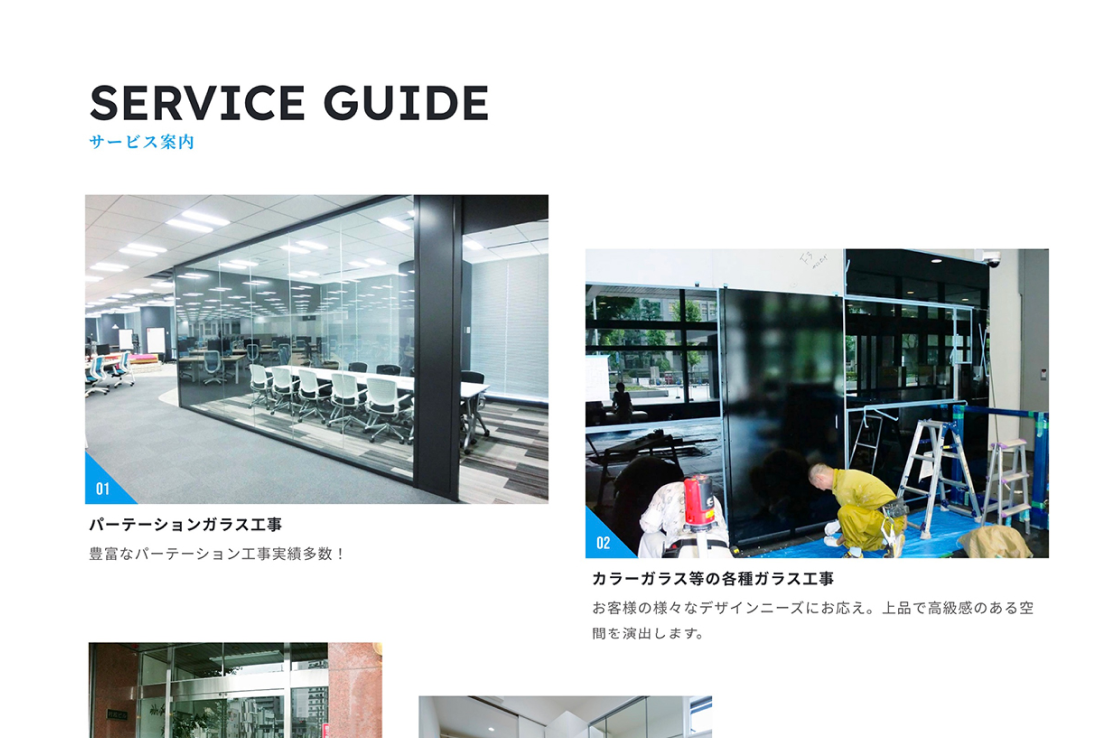 SERVICE GUIDE
サービス案内
01
パーテーションガラス工事
豊富なパーテーション工事実績多数！
02
カラーガラス等の各種ガラス工事
お客様の様々なデザインニーズにお応え。上品で高級感のある空
間を演出します。